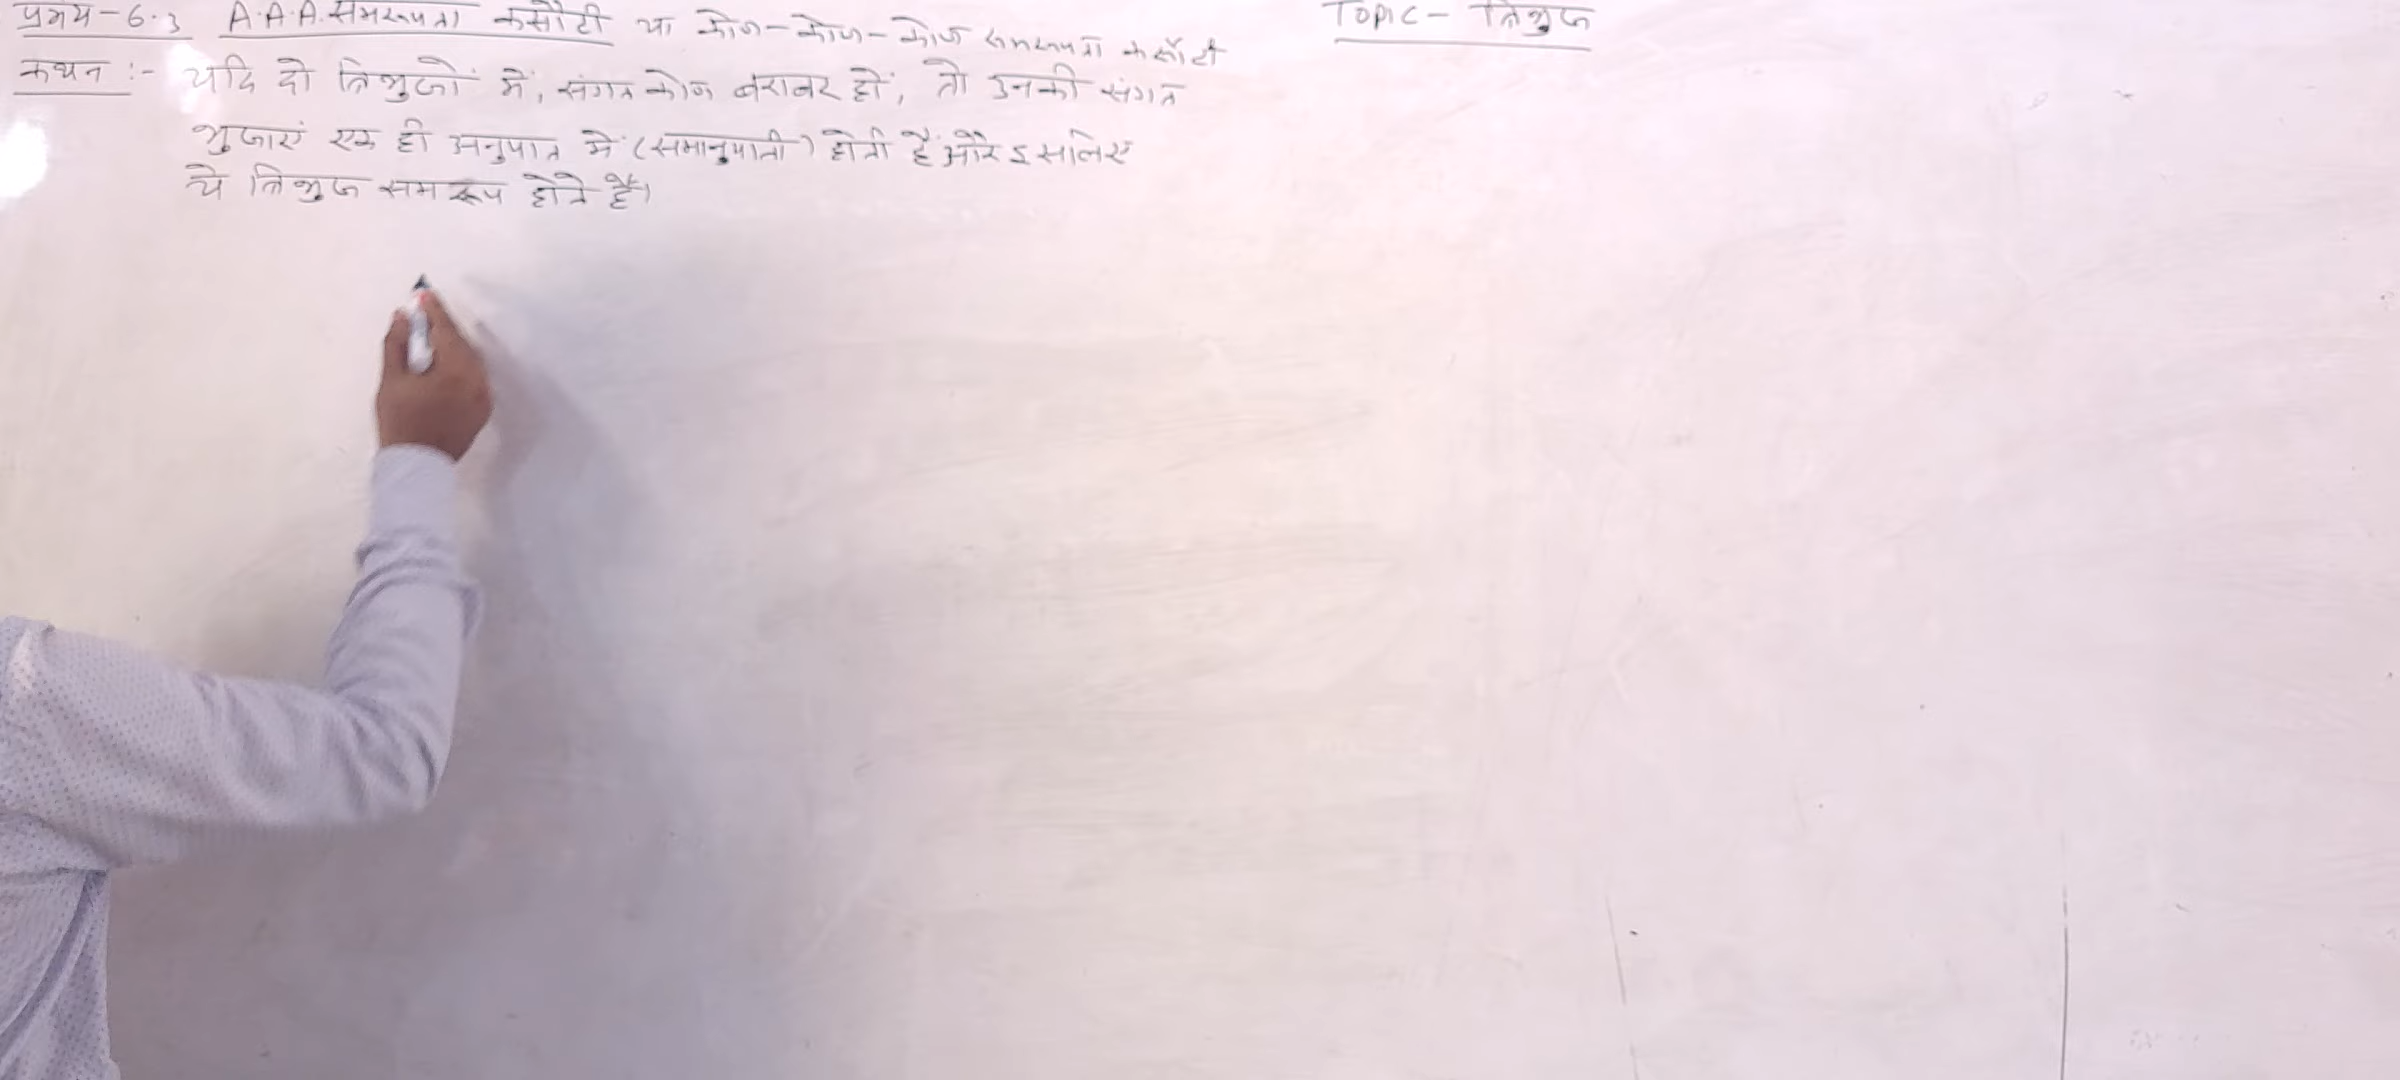 प्रमेय-6.3 A.A.A. समरूपता कसौटी या कोण-कोण-कोण समरूपता कसौटी
Topic- त्रिभुज
कथन :- यदि दो त्रिभुजों में, संगत कोण बराबर हों, तो उनकी संगत
भुजाएं एक ही अनुपात में (समानुपाती) होती हैं और इसलिए
ये त्रिभुज समरूप होते हैं।